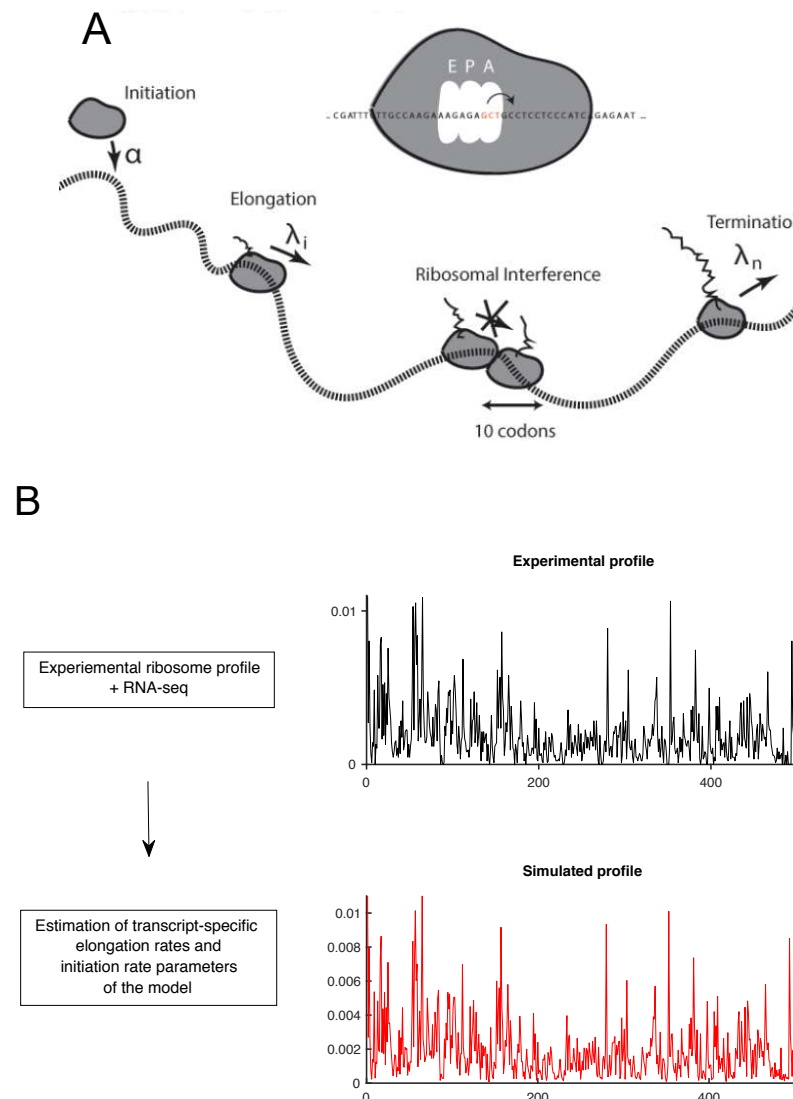 A
E P A
Initiation
.. CGATTT
TTGCCAAGAAAGAGAGCTGCCTCCTCCCATC
GAGAAT ...
α
Elongation
λi
Terminatio
λn
Ribosomal Interference
10 codons
B
Experimental profile
0.01
0
0
200
400
Experiemental ribosome profile
+ RNA-seq
Simulated profile
Estimation of transcript-specific
elongation rates and
initiation rate parameters
of the model
0.01
0.008
0.006
0.004
0.002
0
0
200
400